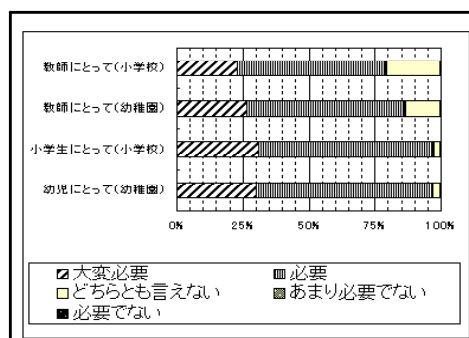 教師にとって(小学校)
教師にとって(幼稚園)
小学生にとって(小学校)
幼児にとって(幼稚園)
0% 25% 50% 75% 100%
大変必要 必要
どちらとも言えない あまり必要でない
必要でない